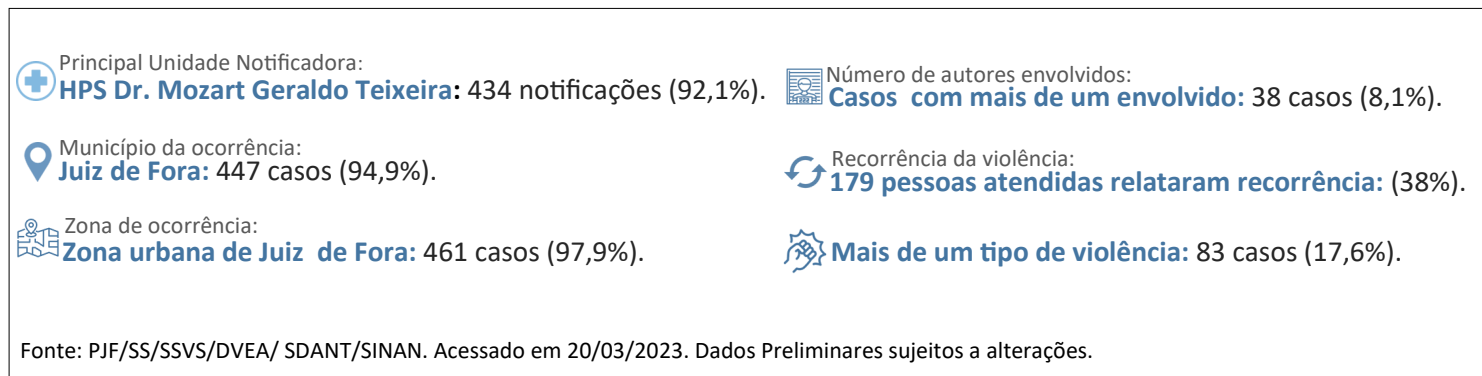 Principal Unidade Notificadora:
HPS Dr. Mozart Geraldo Teixeira: 434 notificações (92,1%).
Município da ocorrência:
Juiz de Fora: 447 casos (94,9%).
Zona de ocorrência:
Zona urbana de Juiz de Fora: 461 casos (97,9%).
Número de autores envolvidos:
Casos com mais de um envolvido: 38 casos (8,1%).
Recorrência da violência:
179 pessoas atendidas relataram recorrência: (38%).
Mais de um tipo de violência: 83 casos (17,6%).
Fonte: PJF/SS/SSVS/DVEA/ SDANT/SINAN. Acessado em 20/03/2023. Dados Preliminares sujeitos a alterações.